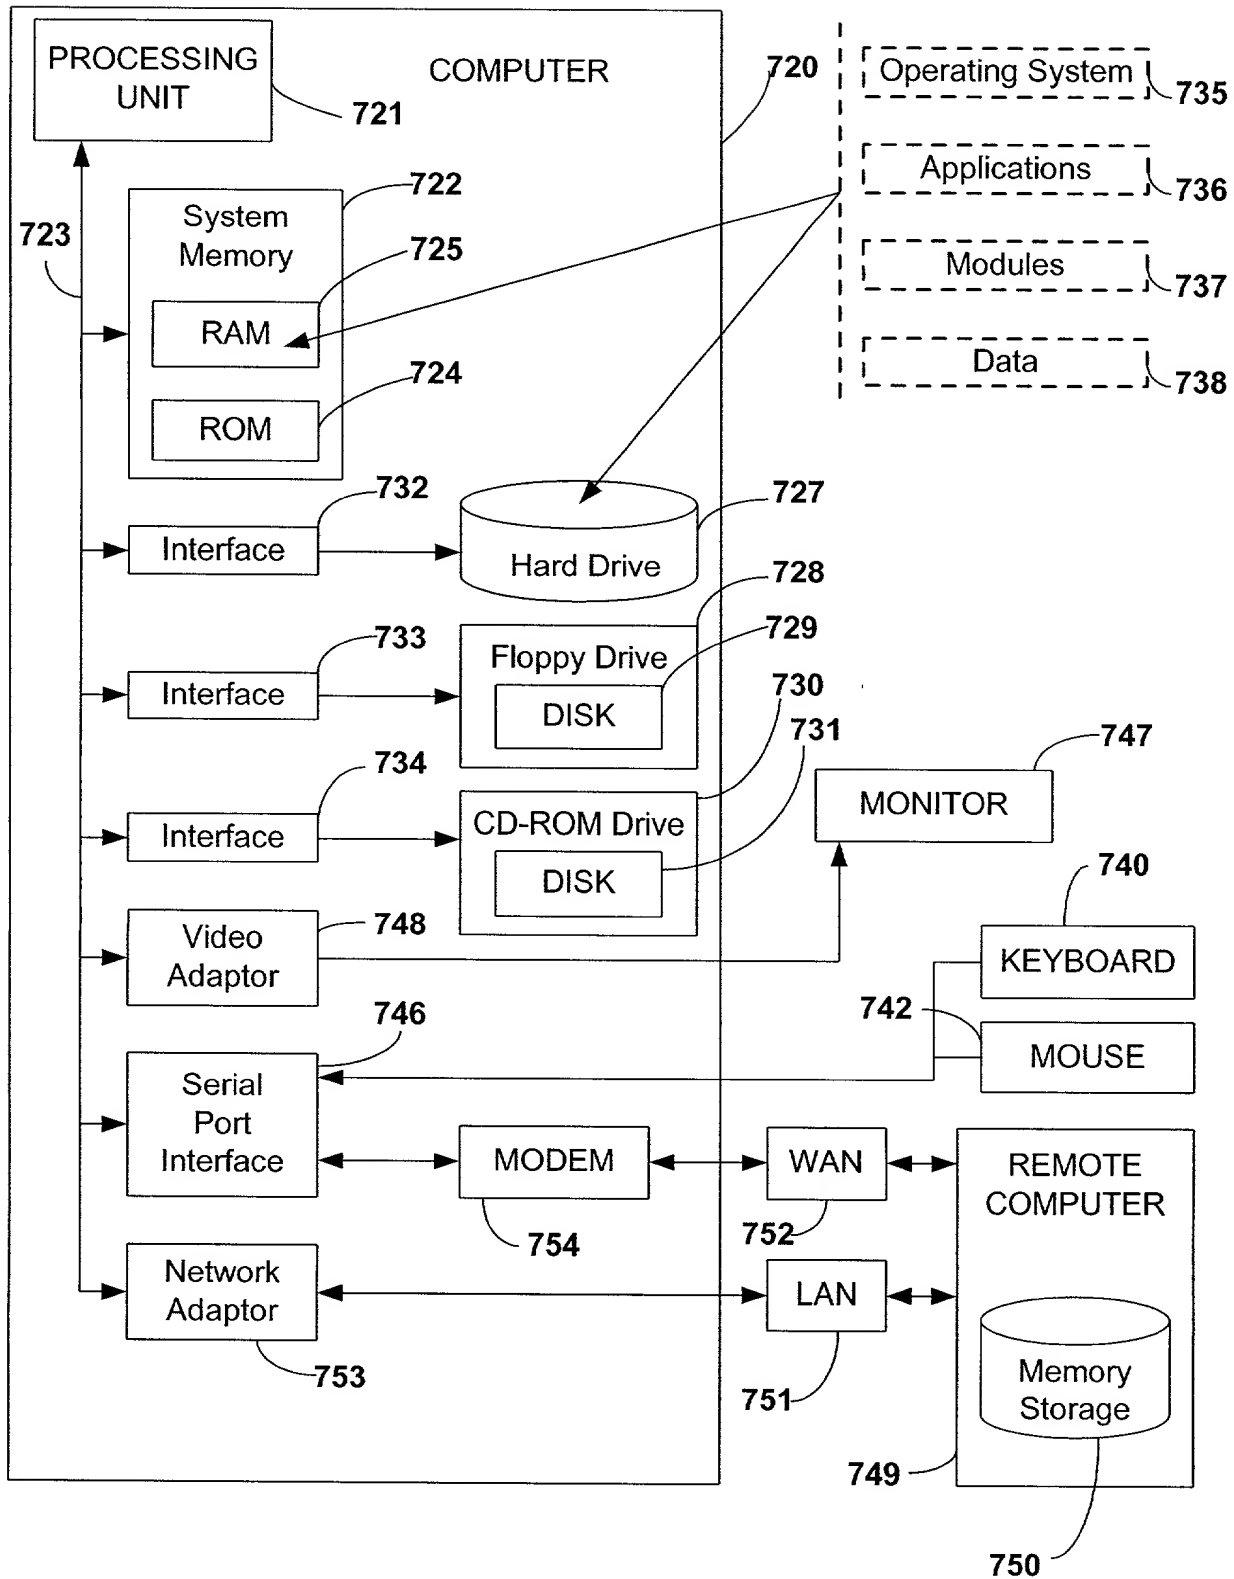 PROCESSING
UNIT
721
COMPUTER
720
Operating System
735
Applications
736
Modules
737
Data
738
723
722
System
Memory
725
RAM
724
ROM
732
Interface
727
Hard Drive
728
733
Interface
729
Floppy Drive
DISK
730
731
734
Interface
CD-ROM Drive
DISK
747
MONITOR
748
Video
Adaptor
740
KEYBOARD
742
MOUSE
746
Serial
Port
Interface
MODEM
754
WAN
752
REMOTE
COMPUTER
Network
Adaptor
753
LAN
751
Memory
Storage
749
750